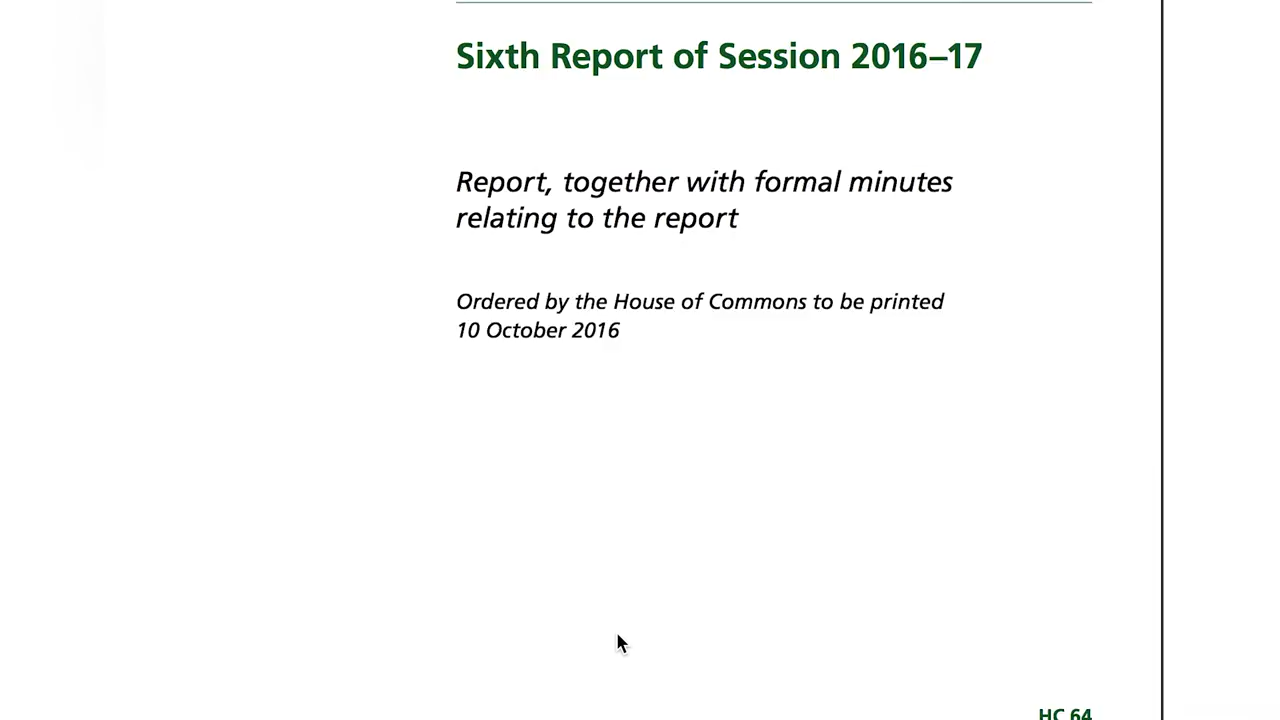 Sixth Report of Session 2016–17
Report, together with formal minutes
relating to the report
Ordered by the House of Commons to be printed
10 October 2016
HC 64